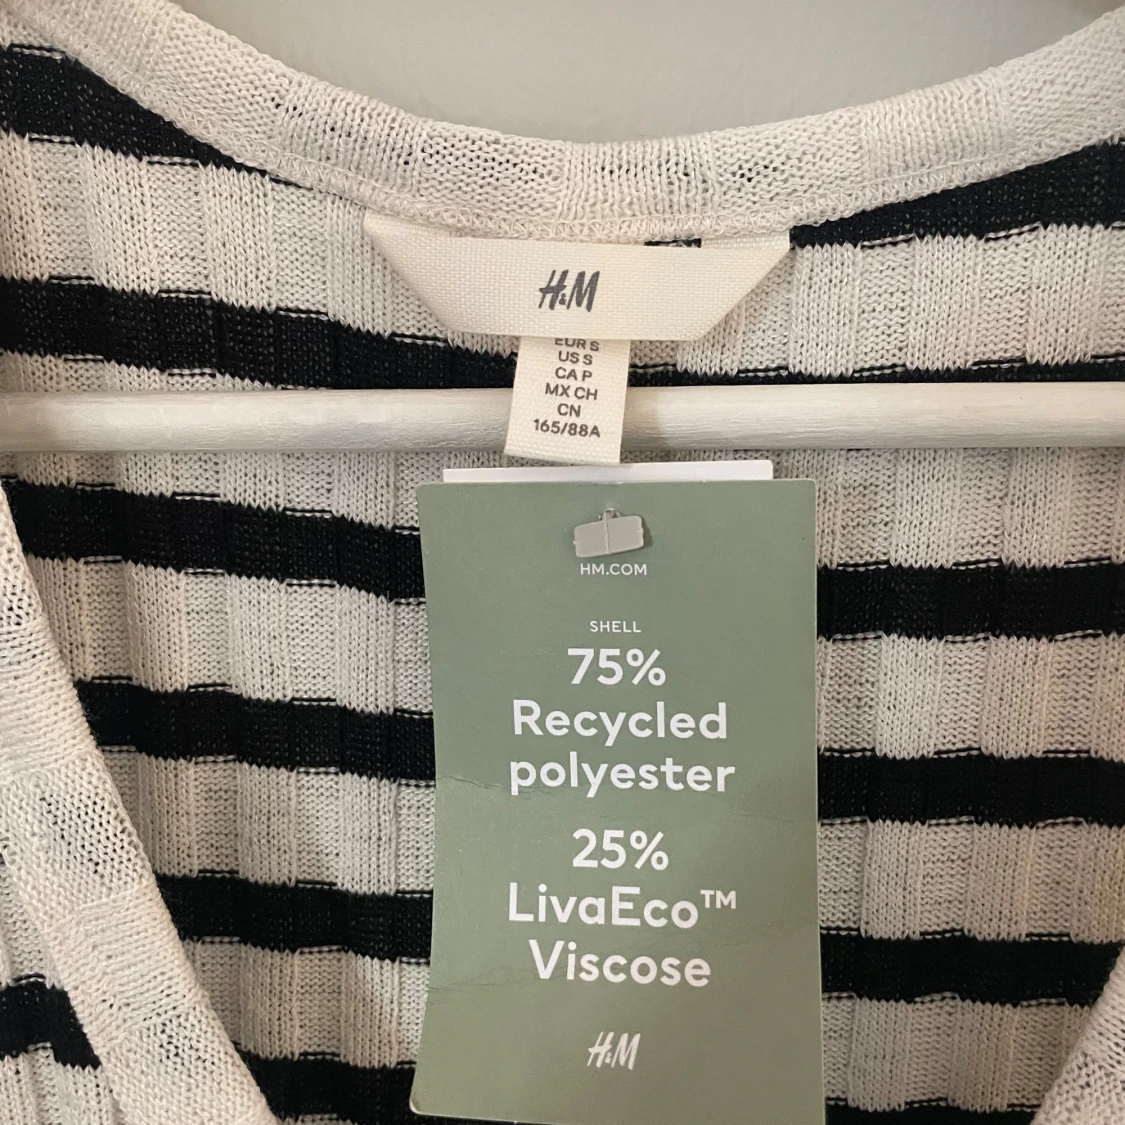 H&M
EUR S
US S
CA P
MX CH
CN
165/88A
HM.COM
SHELL
75%
Recycled
polyester
25%
LivaEco™
Viscose
H&M